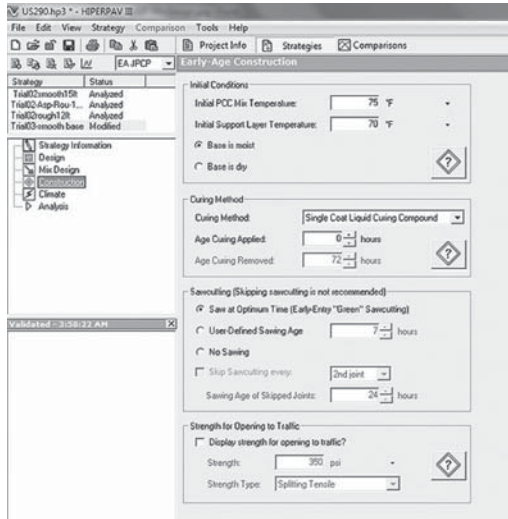 US290.hp3 * - HIPERPAV III
File Edit View Strategy Comparison Tools Help
Project Info Strategies Comparisons
EA JPCP
Early-Age Construction
Strategy Status
Trial02smooth15ft Analyzed
Trial02-Asp-Rou-1... Analyzed
Trial02rough12ft Analyzed
Trial03-smooth base Modified
Strategy Information
Design
Mix Design
Construction
Climate
Analysis
Validated - 3:58:22 AM
Initial Conditions
Initial PCC Mix Temperature: 75 °F
Initial Support Layer Temperature: 70 °F
Base is moist
Base is dry
?
Curing Method
Curing Method: Single Coat Liquid Curing Compound
Age Curing Applied: 0 hours
Age Curing Removed: 72 hours
?
Sawcutting (Skipping sawcutting is not recommended)
Saw at Optimum Time (Early-Entry "Green" Sawcutting)
User-Defined Sawing Age 7 hours
No Sawing
Skip Sawcutting every: 2nd joint
Sawing Age of Skipped Joints: 24 hours
Strength for Opening to Traffic
Display strength for opening to traffic?
Strength: 350 psi
Strength Type: Splitting Tensile
?